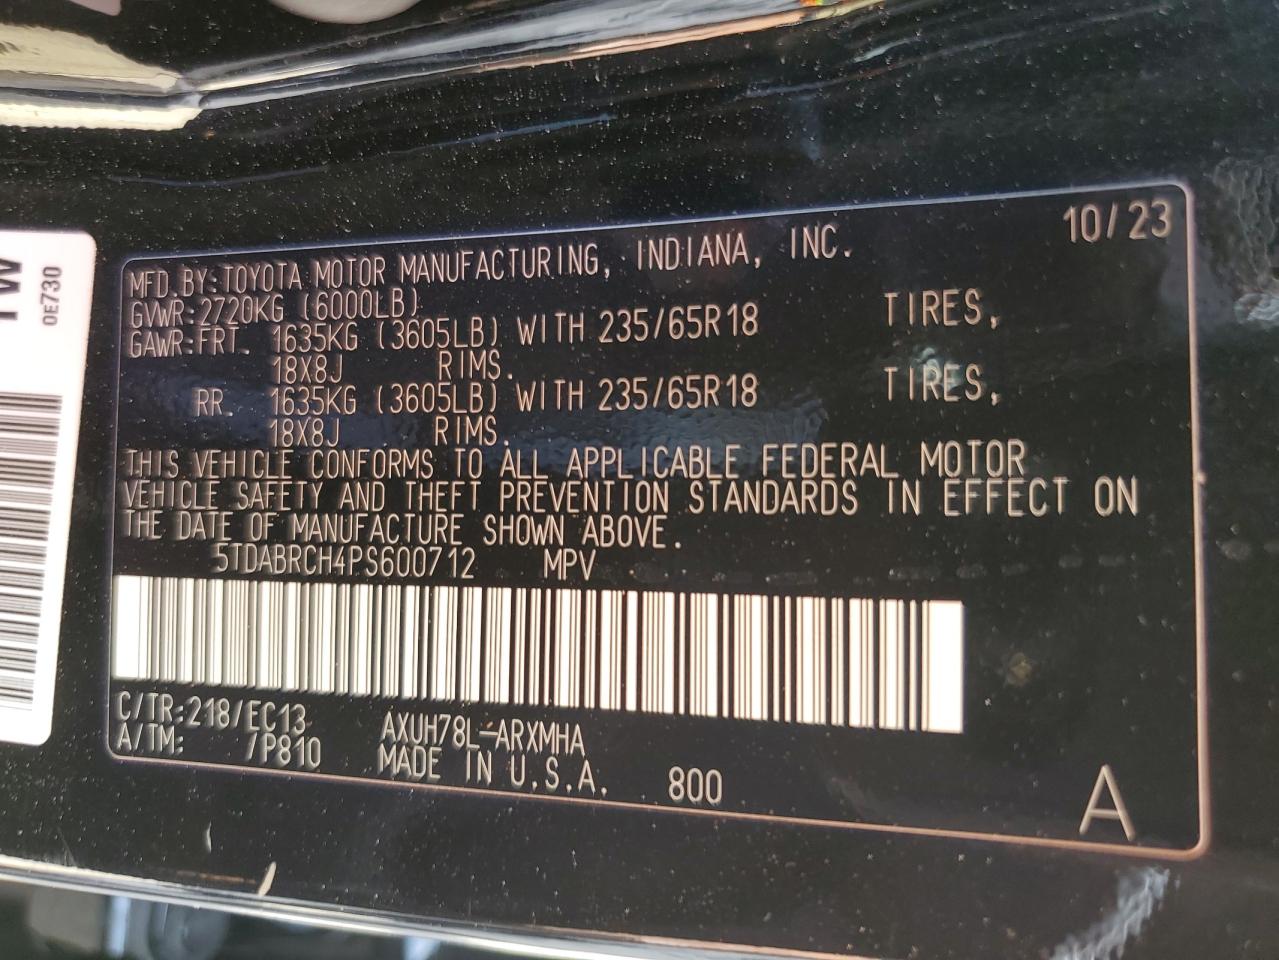 10/23
MFD.BY:TOYOTA MOTOR MANUFACTURING, INDIANA, INC.
GVWR:2720KG (6000LB)
GAWR:FRT. 1635KG (3605LB) WITH 235/65R18 TIRES,
18X8J RIMS.
RR. 1635KG (3605LB) WITH 235/65R18 TIRES,
18X8J RIMS.
THIS VEHICLE CONFORMS TO ALL APPLICABLE FEDERAL MOTOR
VEHICLE SAFETY AND THEFT PREVENTION STANDARDS IN EFFECT ON
THE DATE OF MANUFACTURE SHOWN ABOVE.
5TDABRCH4PS600712 MPV
C/TR:218/EC13 AXUH78L-ARXMHA
A/TM: /P810 MADE IN U.S.A. 800
A
0E730